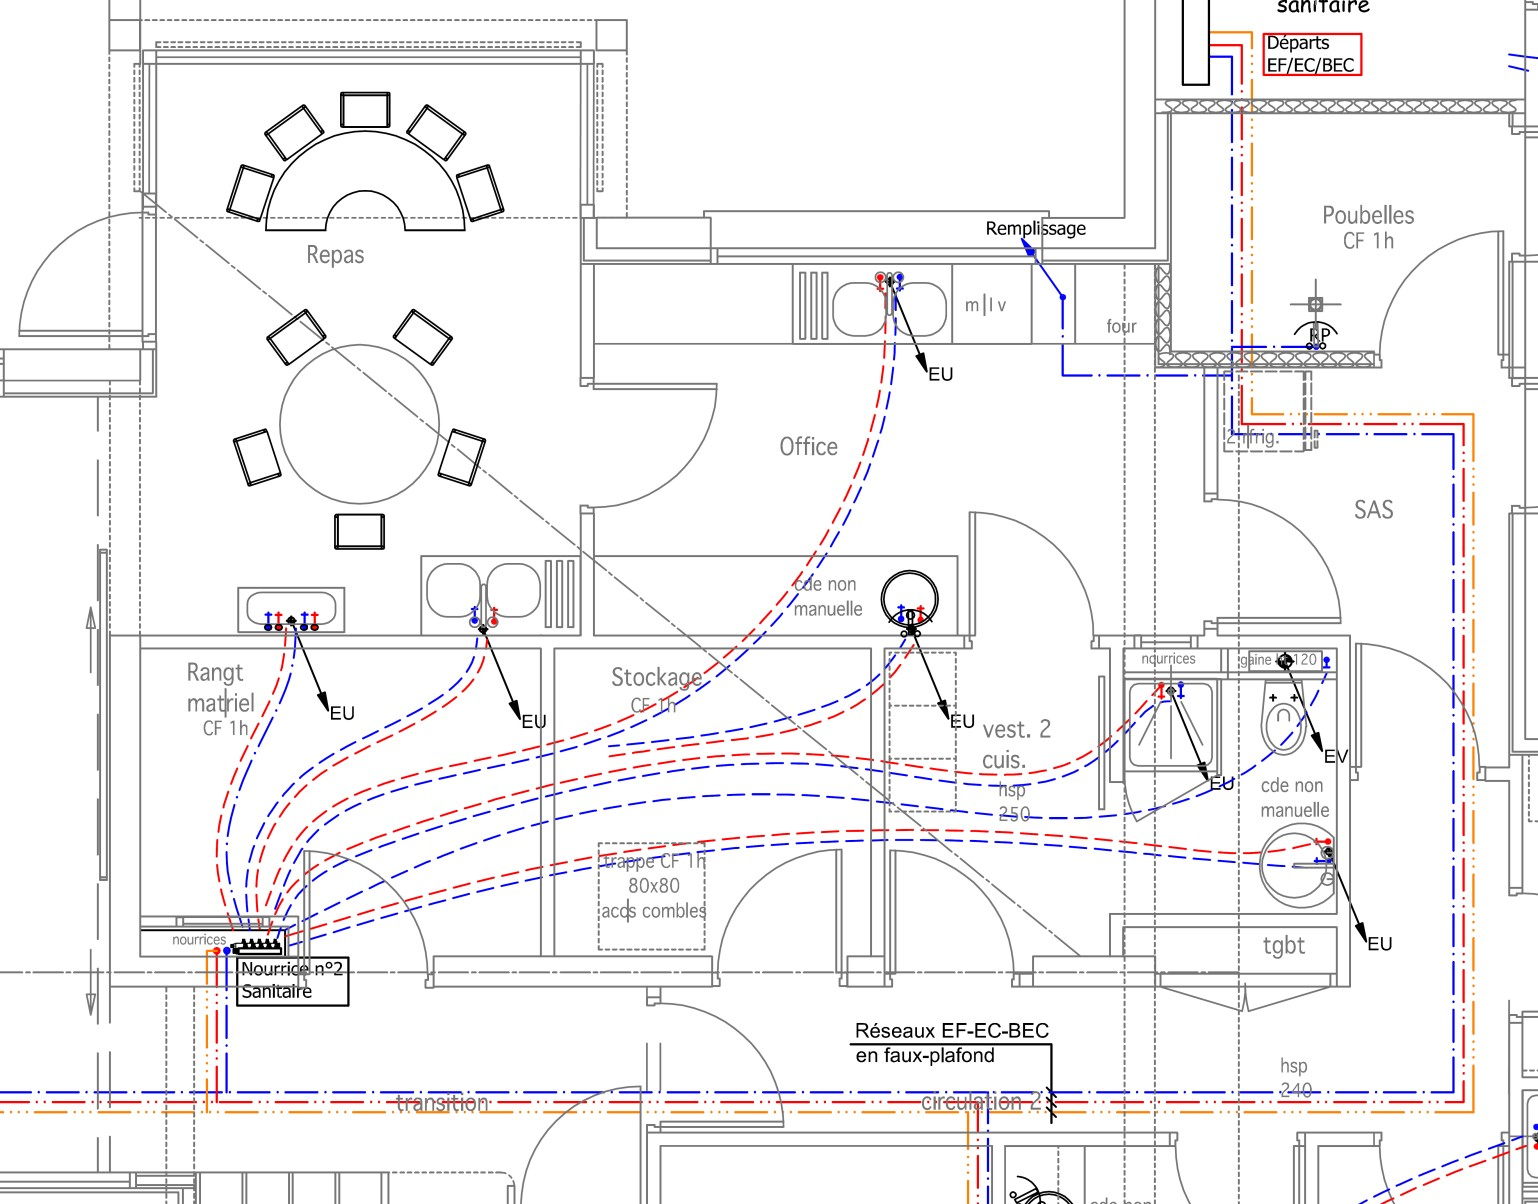 sanitaire
Départs
EF/EC/BEC
Poubelles
CF 1h
Remplissage
Repas
m|l v
four
RP
EU
Office
2 frig.
SAS
cde non
manuelle
Rangt
matriel
CF 1h
Stockage
CF 1h
nourrices
gaine 120
EU
EU
EU
vest. 2
cuis.
hsp
250
EV
EU
cde non
manuelle
trappe CF 1h
80x80
accs combles
EU
nourrices
tgbt
Nourrice n°2
Sanitaire
Réseaux EF-EC-BEC
en faux-plafond
hsp
240
transition
circulation 2
cde non